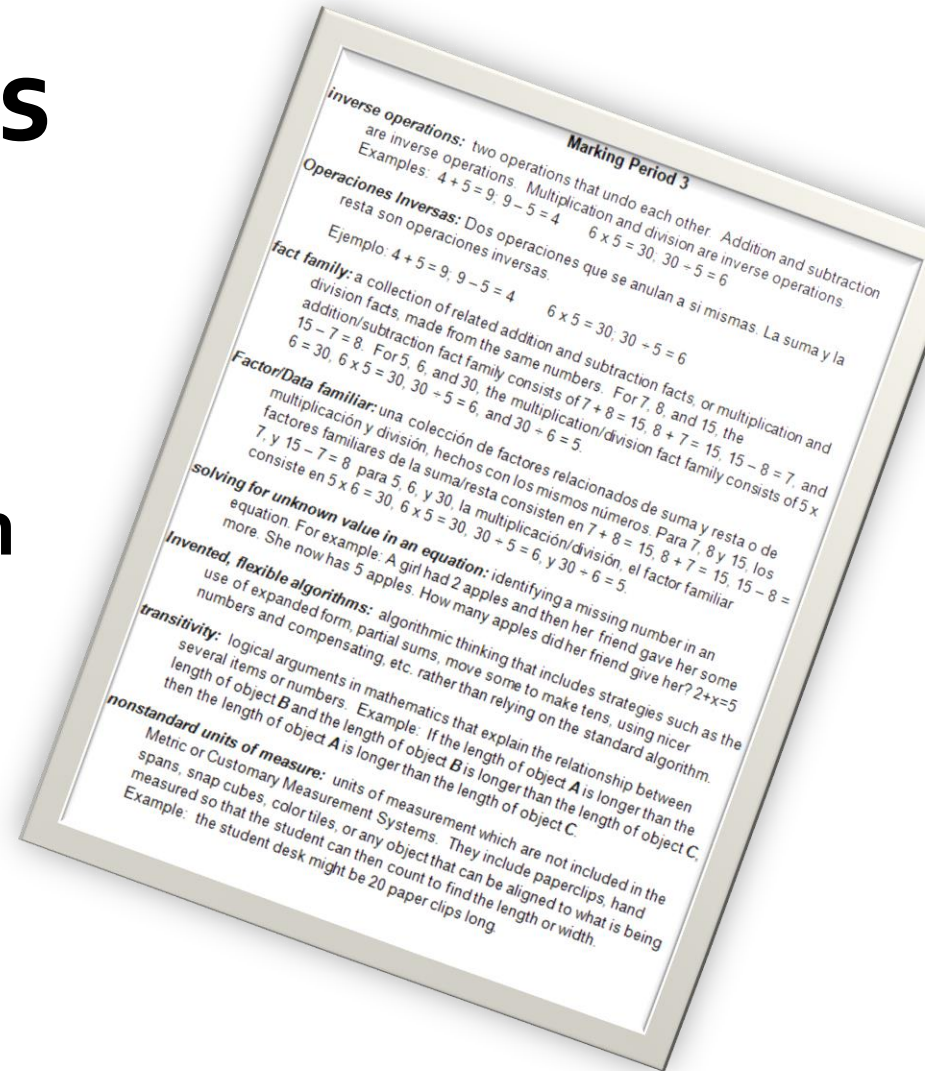 s
n
Marking Period 3
inverse operations: two operations that undo each other. Addition and subtraction
are inverse operations. Multiplication and division are inverse operations.
Examples: 4 + 5 = 9; 9 – 5 = 4 6 x 5 = 30; 30 ÷ 5 = 6
Operaciones Inversas: Dos operaciones que se anulan a si mismas. La suma y la
resta son operaciones inversas.
Ejemplo: 4 + 5 = 9; 9 – 5 = 4 6 x 5 = 30; 30 ÷ 5 = 6
fact family: a collection of related addition and subtraction facts, or multiplication and
division facts, made from the same numbers. For 7, 8, and 15, the
addition/subtraction fact family consists of 7 + 8 = 15, 8 + 7 = 15, 15 – 8 = 7, and
15 – 7 = 8. For 5, 6, and 30, the multiplication/division fact family consists of 5 x
6 = 30, 6 x 5 = 30, 30 ÷ 5 = 6, and 30 ÷ 6 = 5.
Factor/Data familiar: una colección de factores relacionados de suma y resta o de
multiplicación y división, hechos con los mismos números. Para 7, 8 y 15, los
factores familiares de la suma/resta consisten en 7 + 8 = 15, 8 + 7 = 15, 15 – 8 =
7, y 15 – 7 = 8 para 5, 6, y 30, la multiplicación/división, el factor familiar
consiste en 5 x 6 = 30, 6 x 5 = 30, 30 ÷ 5 = 6, y 30 ÷ 6 = 5.
solving for unknown value in an equation: identifying a missing number in an
equation. For example: A girl had 2 apples and then her friend gave her some
more. She now has 5 apples. How many apples did her friend give her? 2+x=5
Invented, flexible algorithms: algorithmic thinking that includes strategies such as the
use of expanded form, partial sums, move some to make tens, using nicer
numbers and compensating, etc. rather than relying on the standard algorithm.
transitivity: logical arguments in mathematics that explain the relationship between
several items or numbers. Example: If the length of object A is longer than the
length of object B and the length of object B is longer than the length of object C,
then the length of object A is longer than the length of object C.
nonstandard units of measure: units of measurement which are not included in the
Metric or Customary Measurement Systems. They include paperclips, hand
spans, snap cubes, color tiles, or any object that can be aligned to what is being
measured so that the student can then count to find the length or width.
Example: the student desk might be 20 paper clips long.